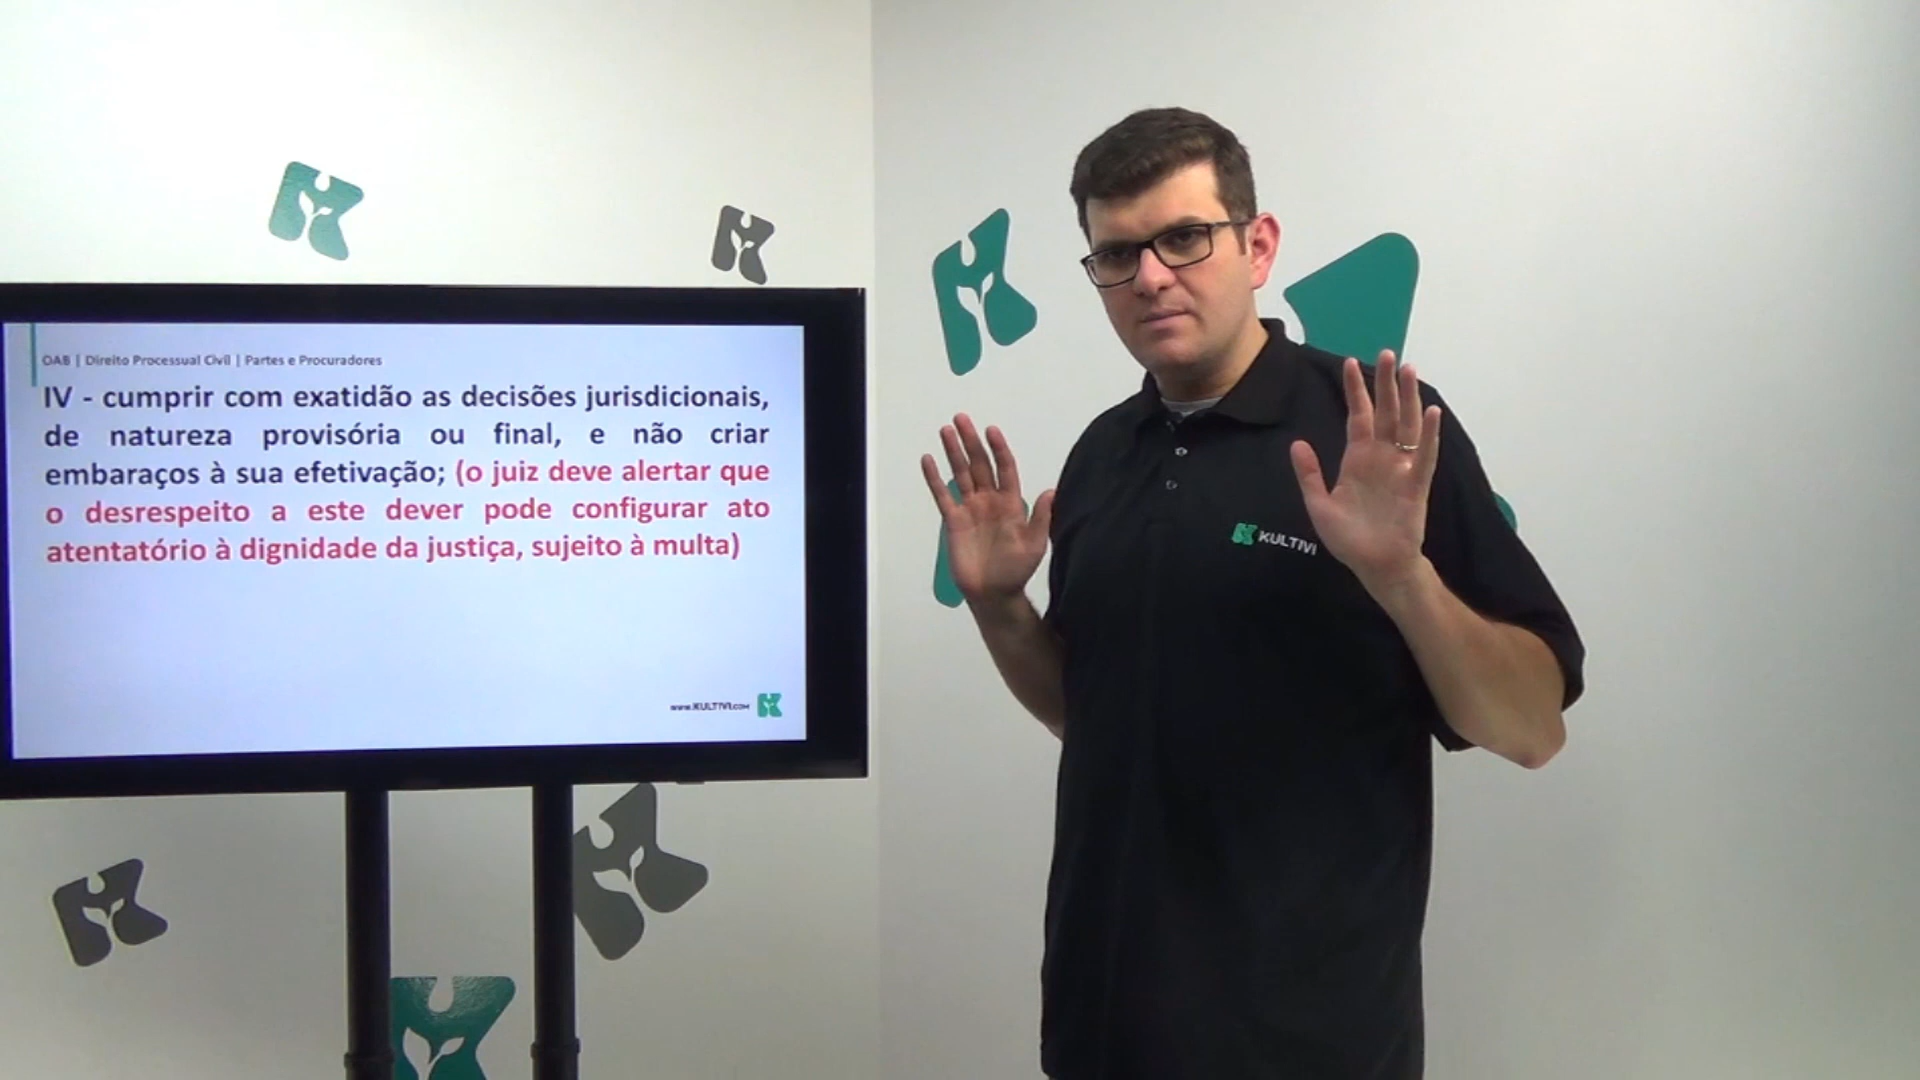 OAB | Direito Processual Civil | Partes e Procuradores
IV - cumprir com exatidão as decisões jurisdicionais,
de natureza provisória ou final, e não criar
embaraços à sua efetivação; (o juiz deve alertar que
o desrespeito a este dever pode configurar ato
atentatório à dignidade da justiça, sujeito à multa)
www.KULTIVI.COM
KULTIVI